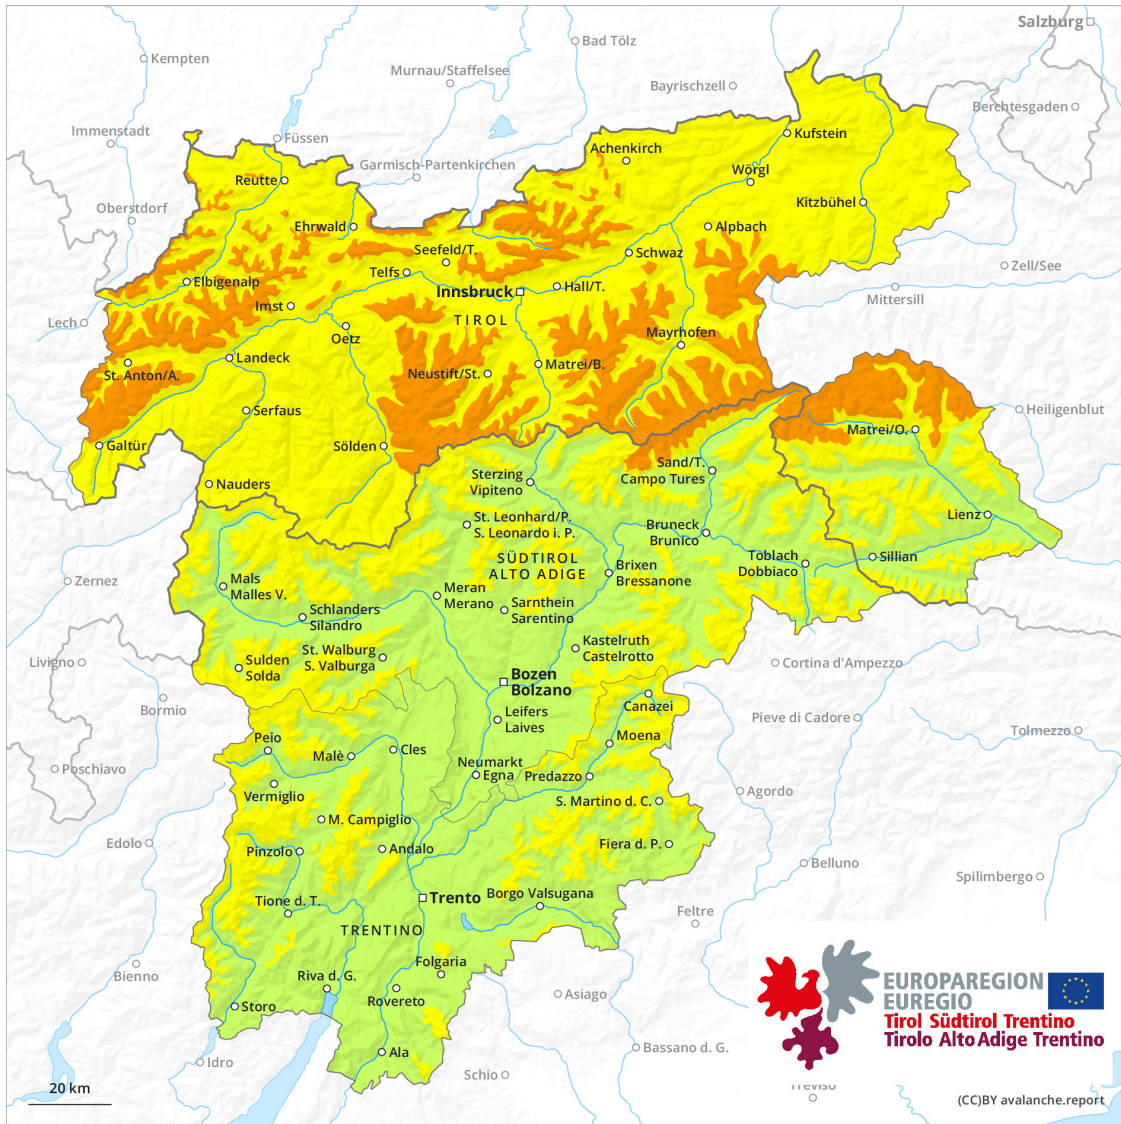 Salzburg
Bad Tölz
Kempten
Murnau/Staffelsee
Bayrischzell
Berchtesgaden
Immenstadt
Füssen
Kufstein
Achenkirch
Garmisch-Partenkirchen
Wörgl
Reutte
Kitzbühel
Oberstdorf
Ehrwald
Alpbach
Seefeld/T.
Schwaz
Zell/See
Telfs
Elbigenalp
Hall/T.
Innsbruck
Mittersill
Imst
TIROL
Lech
Mayrhofen
Oetz
Landeck
Matrei/B.
St. Anton/A.
Neustift/St.
Serfaus
Heiligenblut
Matrei/O.
Galtür
Sölden
Sand/T.
Campo Tures
Sterzing
Vipiteno
Nauders
Lienz
St. Leonhard/P.
S. Leonardo i. P.
Bruneck
Brunico
SÜDTIROL
ALTO ADIGE
Toblach
Dobbiaco
Sillian
Brixen
Bressanone
Zernez
Mals
Malles V.
Meran
Merano
Sarnthein
Sarentino
Schlanders
Silandro
Kastelruth
Castelrotto
St. Walburg
S. Valburga
Livigno
Sulden
Solda
Cortina d'Ampezzo
Bozen
Bolzano
Canazei
Bormio
Leifers
Laives
Pieve di Cadore
Tolmezzo
Moena
Peio
Cles
Malè
Neumarkt
Egna
Predazzo
Poschiavo
Vermiglio
Agordo
S. Martino d. C.
M. Campiglio
Edolo
Pinzolo
Andalo
Fiera d. P.
Belluno
Spilimbergo
Trento
Borgo Valsugana
Tione d. T.
Feltre
TRENTINO
Folgaria
Bienno
Riva d. G.
Rovereto
Asiago
Storo
EUROPAREGION
EUREGIO
Tirol Südtirol Trentino
Tirolo Alto Adige Trentino
Ala
Idro
Bassano d. G.
Schio
Treviso
20 km
(CC)BY avalanche.report